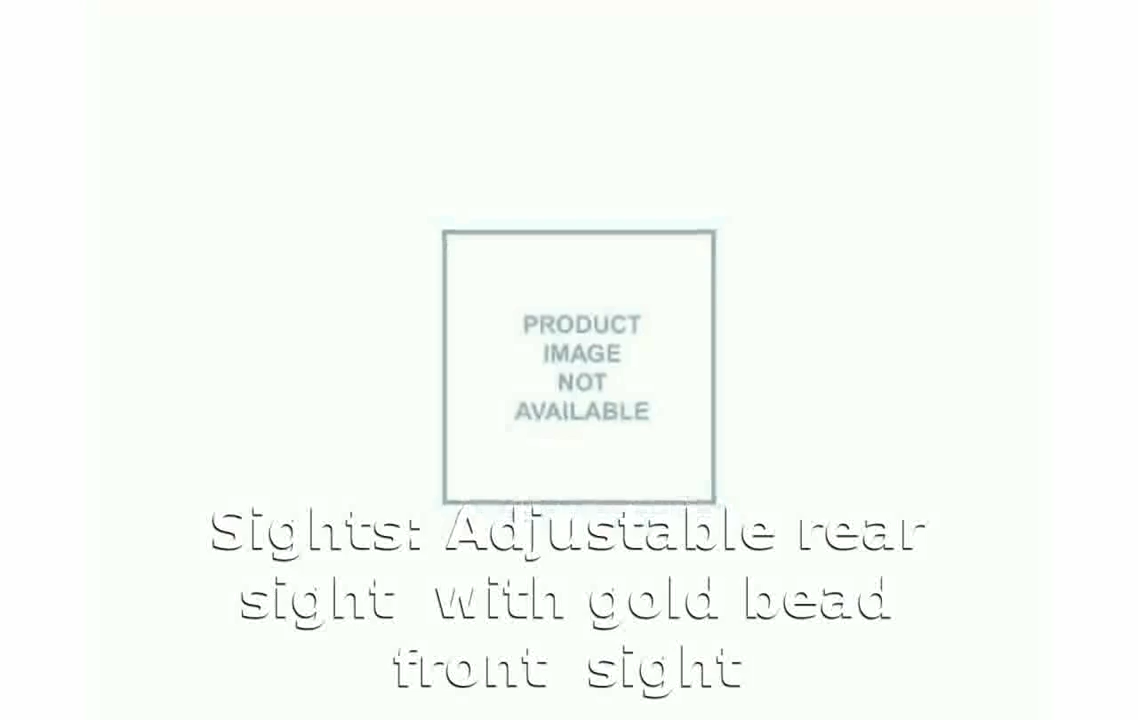 PRODUCT
IMAGE
NOT
AVAILABLE
Sights: Adjustable rear
sight with gold bead
front sight